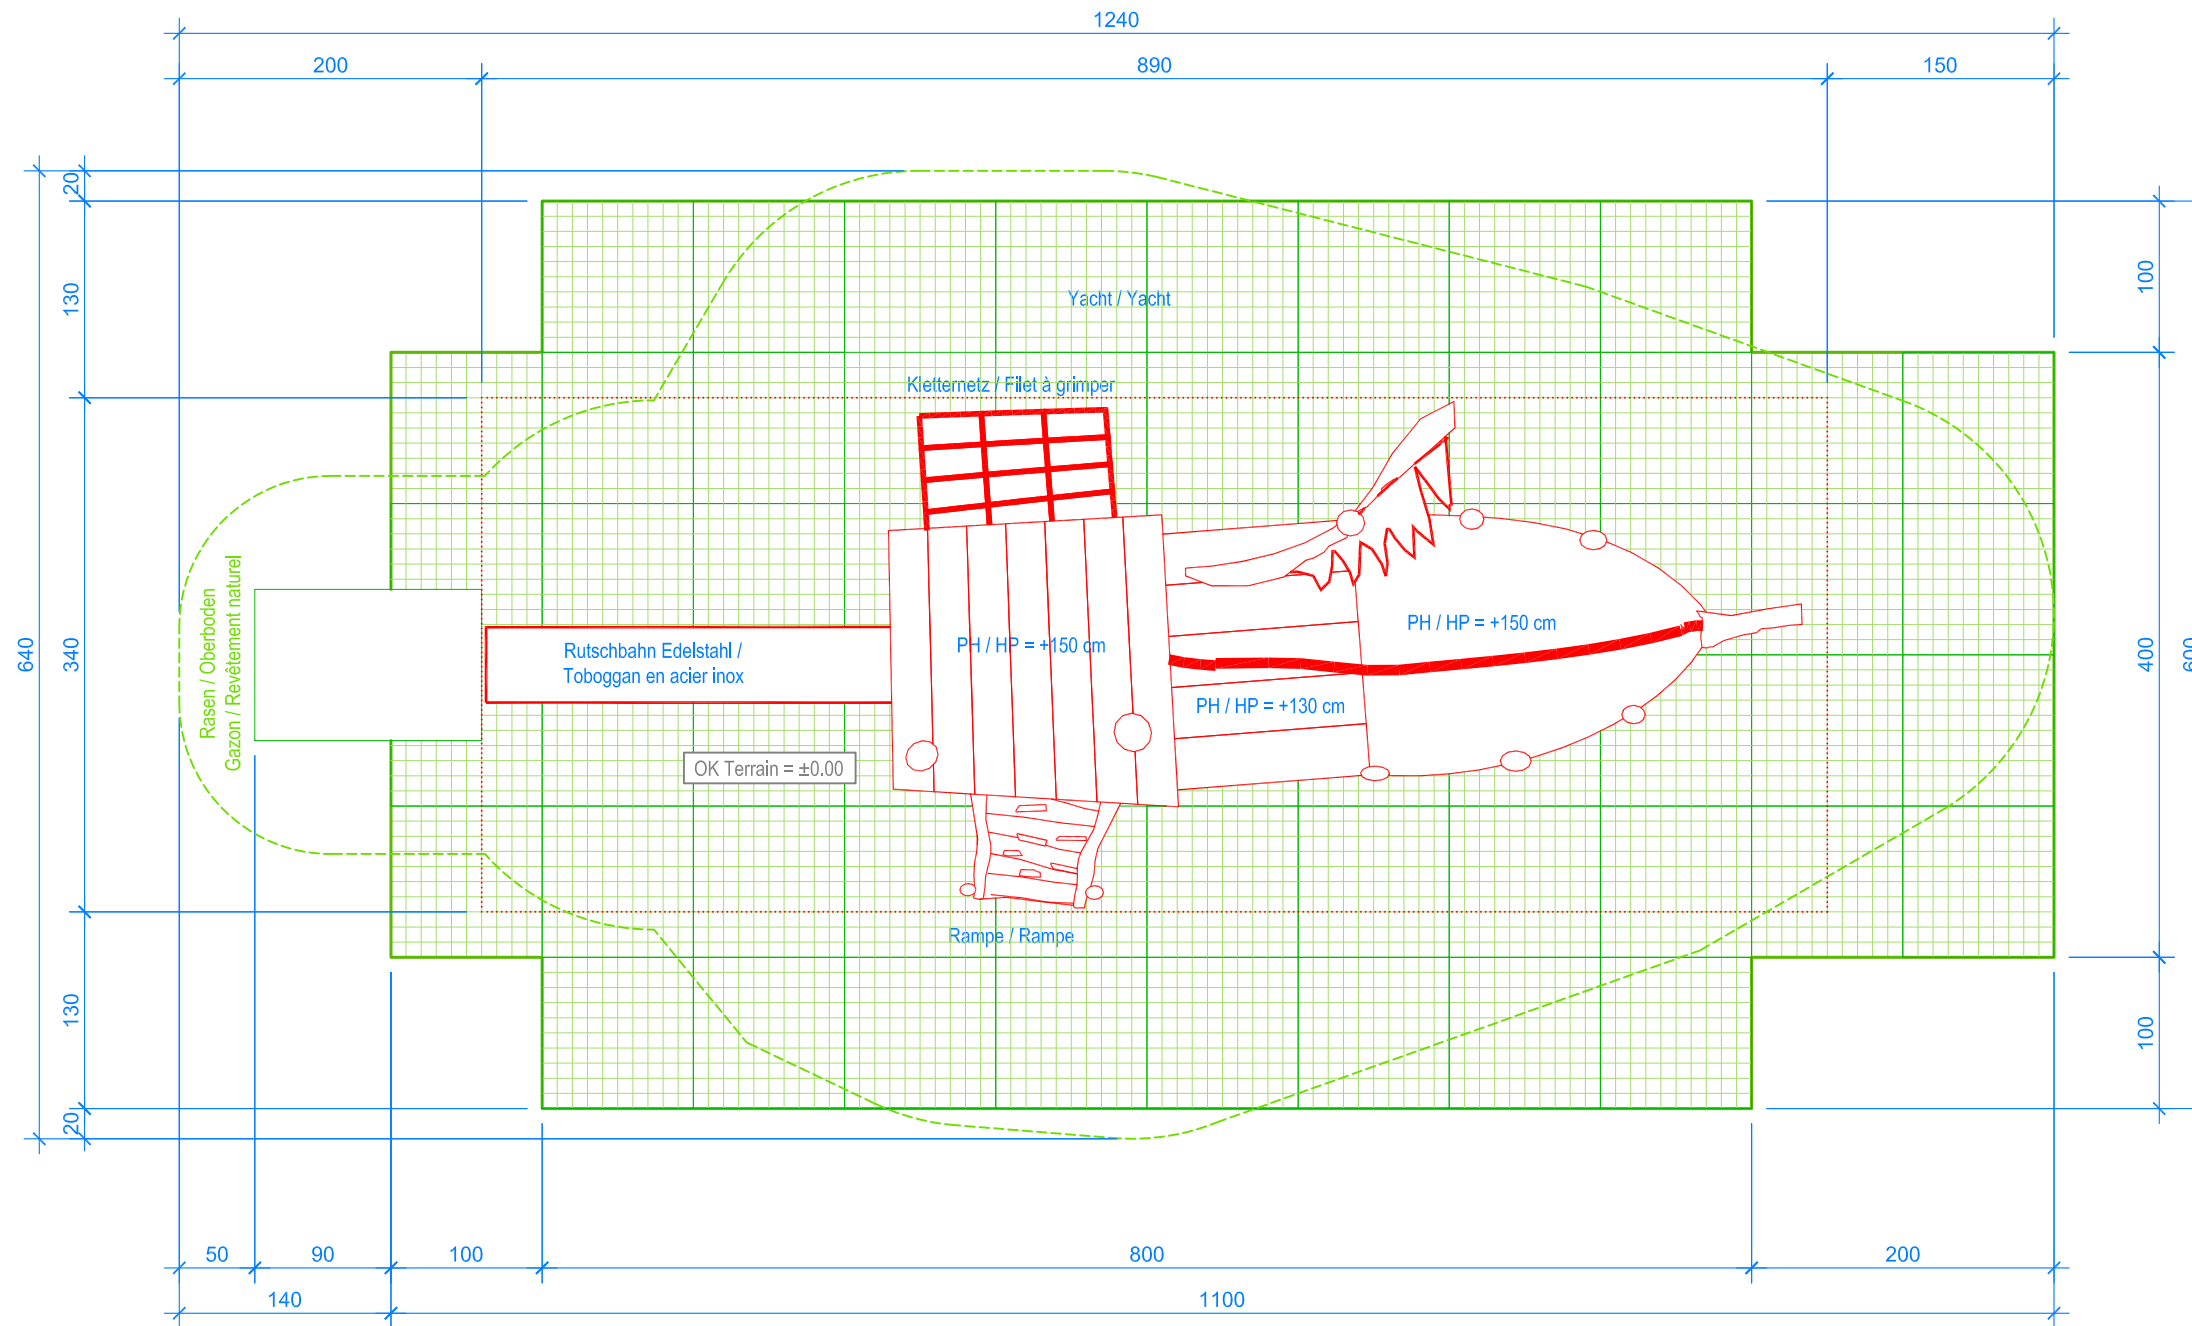 1240
200
890
150
20
130
100
Yacht / Yacht
Kletternetz / Filet à grimper
Rasen / Oberboden
Gazon / Revêtement naturel
640
340
Rutschbahn Edelstahl /
Toboggan en acier inox
PH / HP = +150 cm
PH / HP = +150 cm
400
600
PH / HP = +130 cm
OK Terrain = ±0.00
Rampe / Rampe
130
100
20
50
90
100
800
200
140
1100